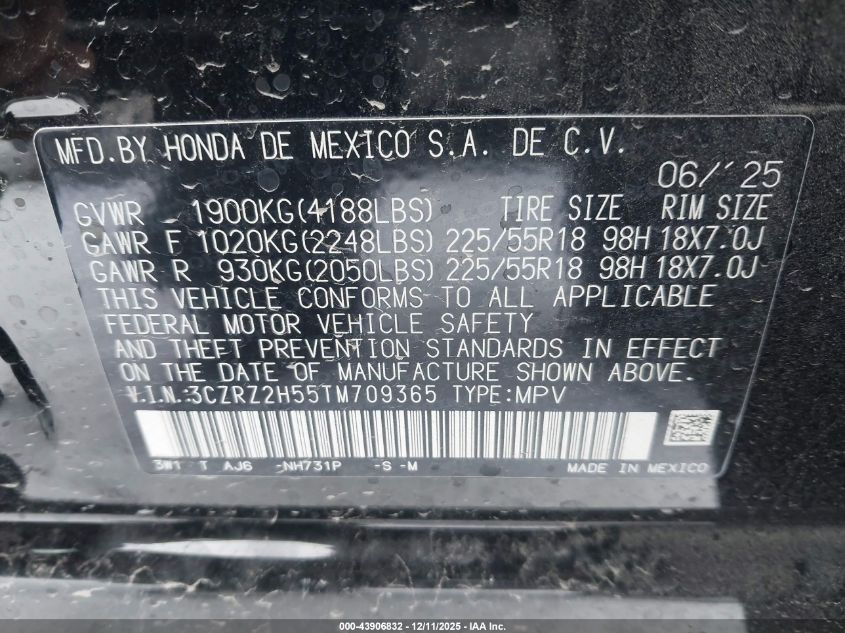 MFD.BY HONDA DE MEXICO S.A. DE C.V.
06/'25
GVWR 1900KG(4188LBS) TIRE SIZE RIM SIZE
GAWR F 1020KG(2248LBS) 225/55R18 98H 18X7.0J
GAWR R 930KG(2050LBS) 225/55R18 98H 18X7.0J
THIS VEHICLE CONFORMS TO ALL APPLICABLE
FEDERAL MOTOR VEHICLE SAFETY
AND THEFT PREVENTION STANDARDS IN EFFECT
ON THE DATE OF MANUFACTURE SHOWN ABOVE.
V.I.N.:3CZRZ2H55TM709365 TYPE:MPV
3W1 T AJ6 -NH731P -S -M MADE IN MEXICO
000-43906832 - 12/11/2025 - IAA Inc.